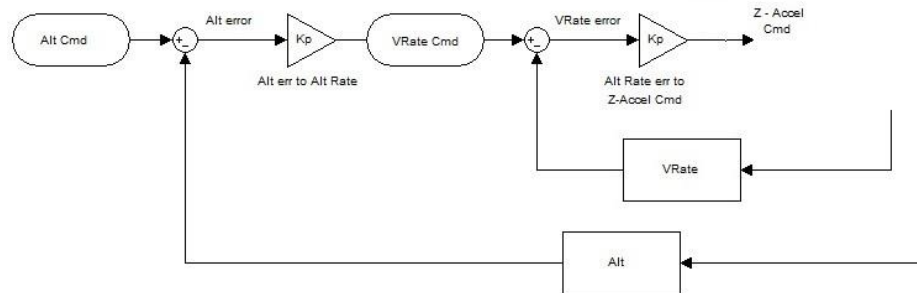 Alt Cmd
+
-
Alt error
Kp
Alt err to Alt Rate
VRate Cmd
+
-
VRate error
Kp
Alt Rate err to
Z-Accel Cmd
Z - Accel
Cmd
VRate
Alt